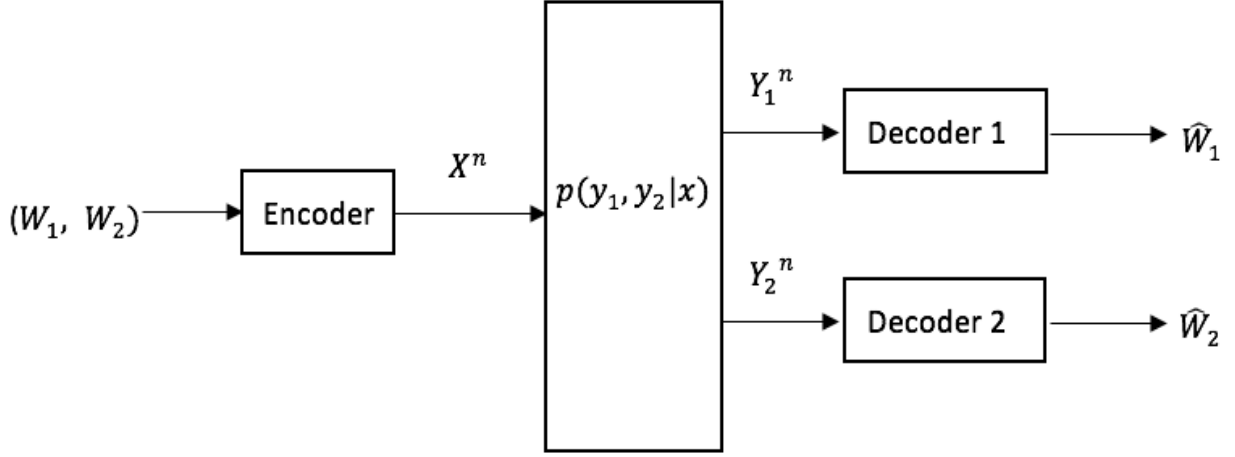 (W₁, W₂)
Encoder
Xⁿ
p(y₁, y₂|x)
Y₁ⁿ
Decoder 1
Ŵ₁
Y₂ⁿ
Decoder 2
Ŵ₂